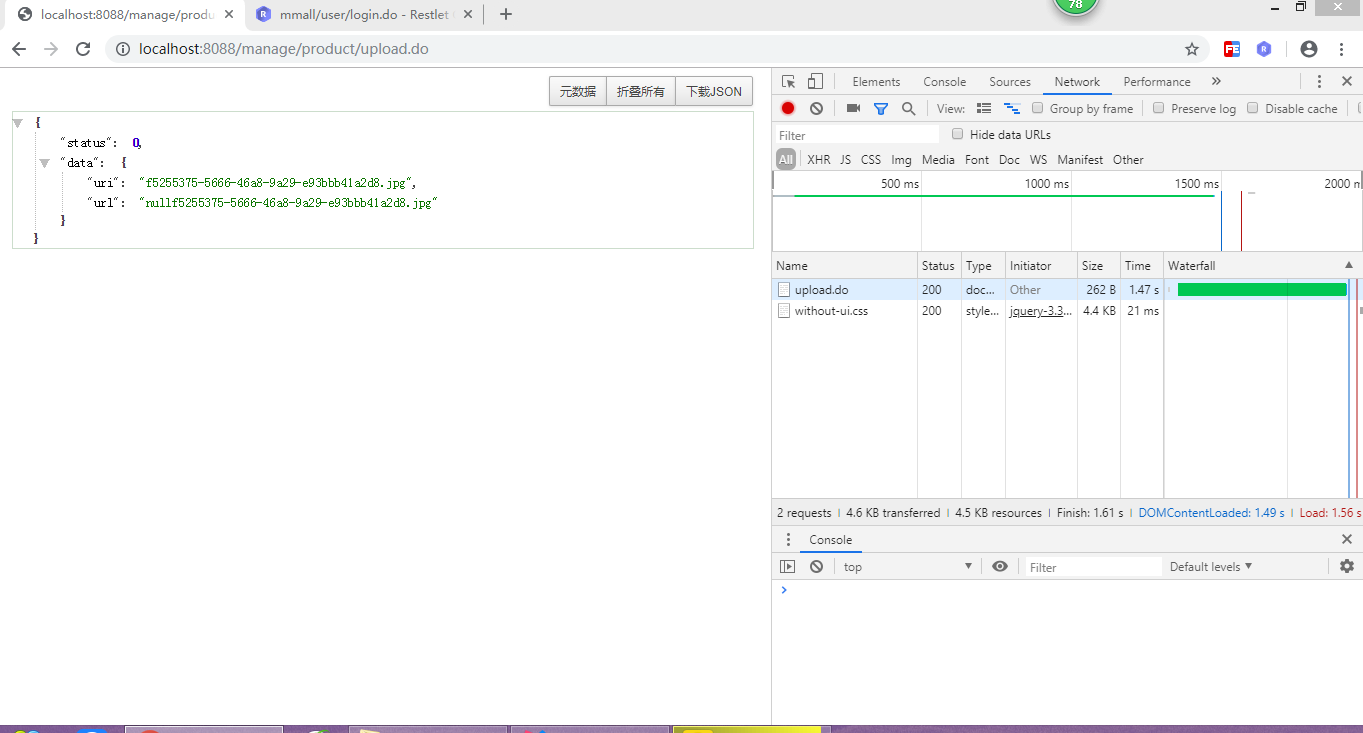 78
localhost:8088/manage/produ
mmall/user/login.do - Restlet
localhost:8088/manage/product/upload.do
元数据 折叠所有 下载JSON
{
"status": 0,
"data": {
"uri": "f5255375-5666-46a8-9a29-e93bbb41a2d8.jpg",
"url": "nullf5255375-5666-46a8-9a29-e93bbb41a2d8.jpg"
}
}
Elements Console Sources Network Performance »
View: Group by frame Preserve log Disable cache
Filter Hide data URLs
All XHR JS CSS Img Media Font Doc WS Manifest Other
500 ms 1000 ms 1500 ms 2000 m
Name Status Type Initiator Size Time Waterfall
upload.do 200 doc... Other 262 B 1.47 s
without-ui.css 200 style... jquery-3.3... 4.4 KB 21 ms
2 requests 4.6 KB transferred 4.5 KB resources Finish: 1.61 s DOMContentLoaded: 1.49 s Load: 1.56 s
Console
top Filter Default levels